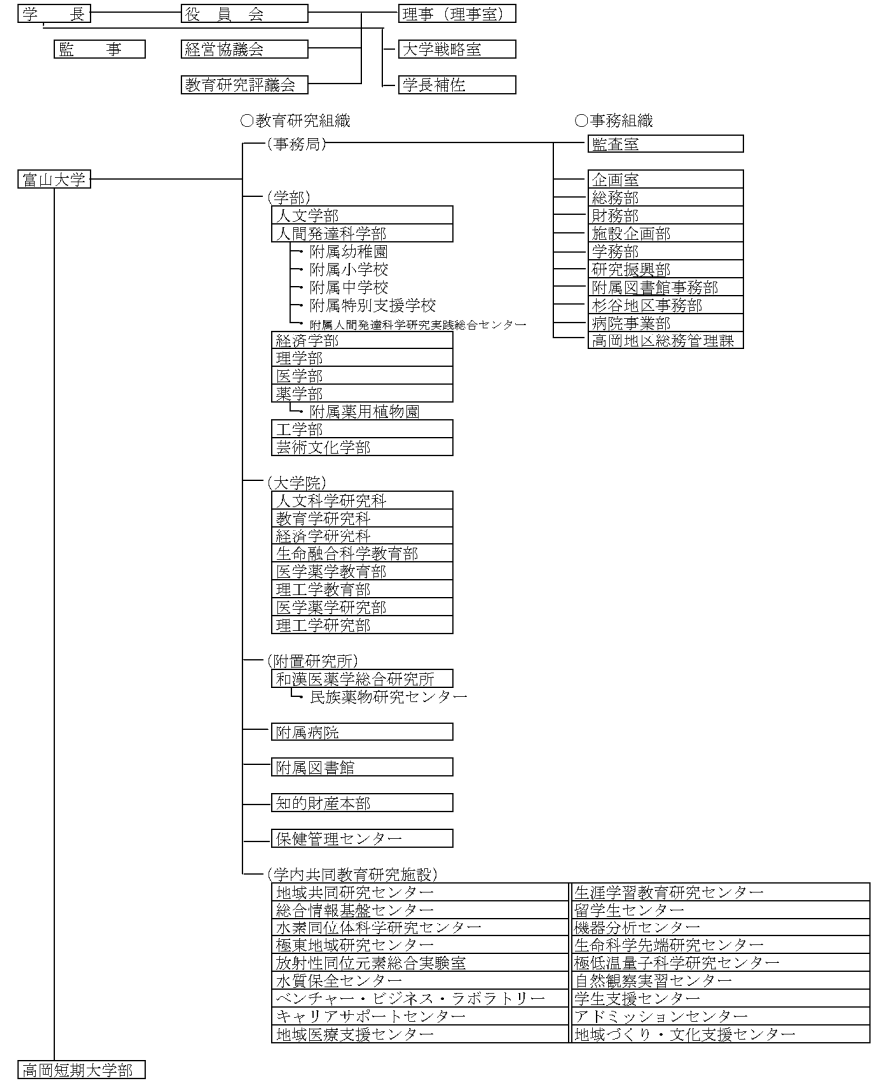 学　長　役　員　会　理事（理事室）
監　事　経営協議会　大学戦略室
教育研究評議会　学長補佐
○教育研究組織　○事務組織
(事務局)　監査室
富山大学　企画室
(学部)　総務部
人文学部　財務部
人間発達科学部　施設企画部
・附属幼稚園　学務部
・附属小学校　研究振興部
・附属中学校　附属図書館事務部
・附属特別支援学校　杉谷地区事務部
・附属人間発達科学研究実践総合センター　病院事業部
経済学部　高岡地区総務管理課
理学部
医学部
薬学部
・附属薬用植物園
工学部
芸術文化学部
(大学院)
人文科学研究科
教育学研究科
経済学研究科
生命融合科学教育部
医学薬学教育部
理工学教育部
医学薬学研究部
理工学研究部
(附置研究所)
和漢医薬学総合研究所
・民族薬物研究センター
附属病院
附属図書館
知的財産本部
保健管理センター
(学内共同教育研究施設)
地域共同研究センター　生涯学習教育研究センター
総合情報基盤センター　留学生センター
水素同位体科学研究センター　機器分析センター
極東地域研究センター　生命科学先端研究センター
放射性同位元素総合実験室　極低温量子科学研究センター
水質保全センター　自然観察実習センター
ベンチャー・ビジネス・ラボラトリー　学生支援センター
キャリアサポートセンター　アドミッションセンター
地域医療支援センター　地域づくり・文化支援センター
高岡短期大学部